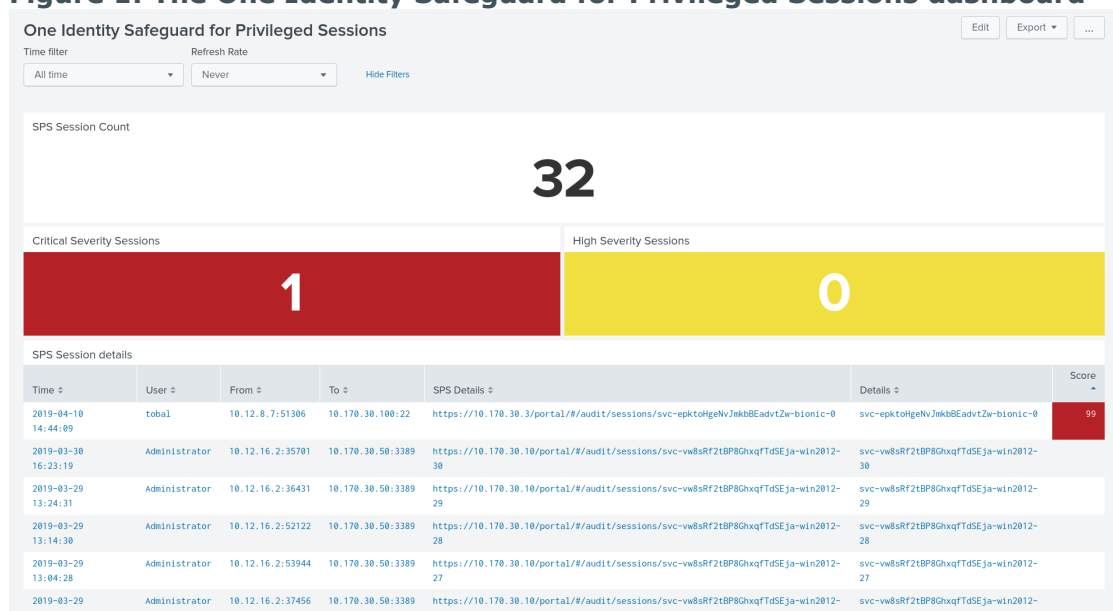 Figure 1: The One Identity Safeguard for Privileged Sessions dashboard
One Identity Safeguard for Privileged Sessions
Edit
Export
...
Time filter
Refresh Rate
All time
Never
Hide Filters
SPS Session Count
32
Critical Severity Sessions
High Severity Sessions
1
0
SPS Session details
Time User From To SPS Details Details Score
2019-04-10 tobal 10.12.8.7:51306 10.170.30.100:22 https://10.170.30.3/portal/#/audit/sessions/svc-epktoHgeNvJmkbBEadvtZw-bionic-0 svc-epktoHgeNvJmkbBEadvtZw-bionic-0 99
14:44:09
2019-03-30 Administrator 10.12.16.2:35701 10.170.30.50:3389 https://10.170.30.10/portal/#/audit/sessions/svc-vw8sRf2tBP8GhxqfTdSEja-win2012- svc-vw8sRf2tBP8GhxqfTdSEja-win2012-
16:23:19 30 30
2019-03-29 Administrator 10.12.16.2:36431 10.170.30.50:3389 https://10.170.30.10/portal/#/audit/sessions/svc-vw8sRf2tBP8GhxqfTdSEja-win2012- svc-vw8sRf2tBP8GhxqfTdSEja-win2012-
13:24:31 29 29
2019-03-29 Administrator 10.12.16.2:52122 10.170.30.50:3389 https://10.170.30.10/portal/#/audit/sessions/svc-vw8sRf2tBP8GhxqfTdSEja-win2012- svc-vw8sRf2tBP8GhxqfTdSEja-win2012-
13:14:30 28 28
2019-03-29 Administrator 10.12.16.2:53944 10.170.30.50:3389 https://10.170.30.10/portal/#/audit/sessions/svc-vw8sRf2tBP8GhxqfTdSEja-win2012- svc-vw8sRf2tBP8GhxqfTdSEja-win2012-
13:04:28 27 27
2019-03-29 Administrator 10.12.16.2:37456 10.170.30.50:3389 https://10.170.30.10/portal/#/audit/sessions/svc-vw8sRf2tBP8GhxqfTdSEja-win2012- svc-vw8sRf2tBP8GhxqfTdSEja-win2012-